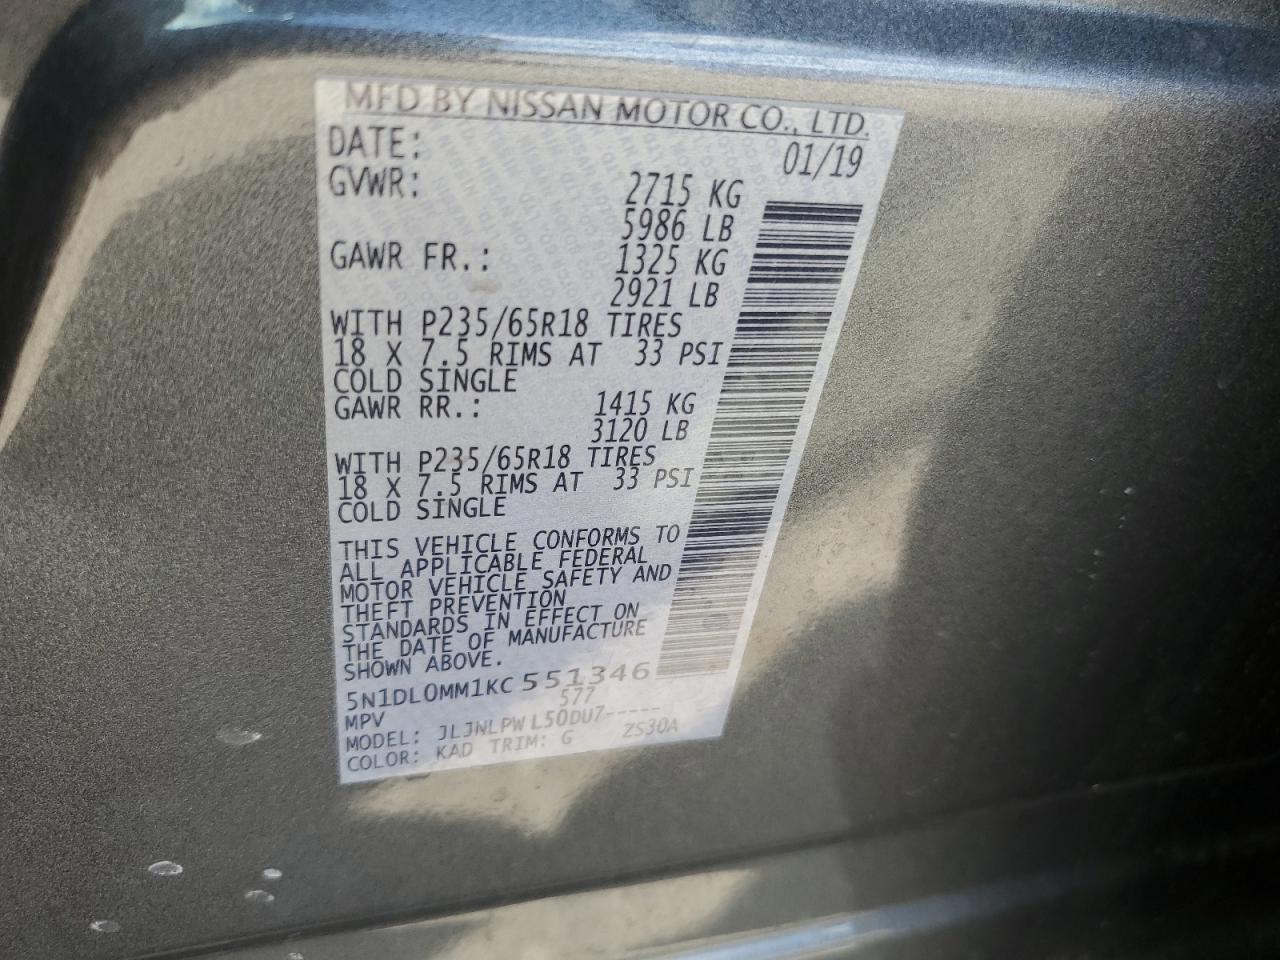 MFD BY NISSAN MOTOR CO., LTD.
DATE: 01/19
GVWR: 2715 KG
5986 LB
GAWR FR.: 1325 KG
2921 LB
WITH P235/65R18 TIRES
18 X 7.5 RIMS AT 33 PSI
COLD SINGLE
GAWR RR.: 1415 KG
3120 LB
WITH P235/65R18 TIRES
18 X 7.5 RIMS AT 33 PSI
COLD SINGLE
THIS VEHICLE CONFORMS TO
ALL APPLICABLE FEDERAL
MOTOR VEHICLE SAFETY AND
THEFT PREVENTION
STANDARDS IN EFFECT ON
THE DATE OF MANUFACTURE
SHOWN ABOVE.
5N1DL0MM1KC551346
MPV 577
MODEL: JLJNLPW L50DU7-----
COLOR: KAD TRIM: G ZS30A